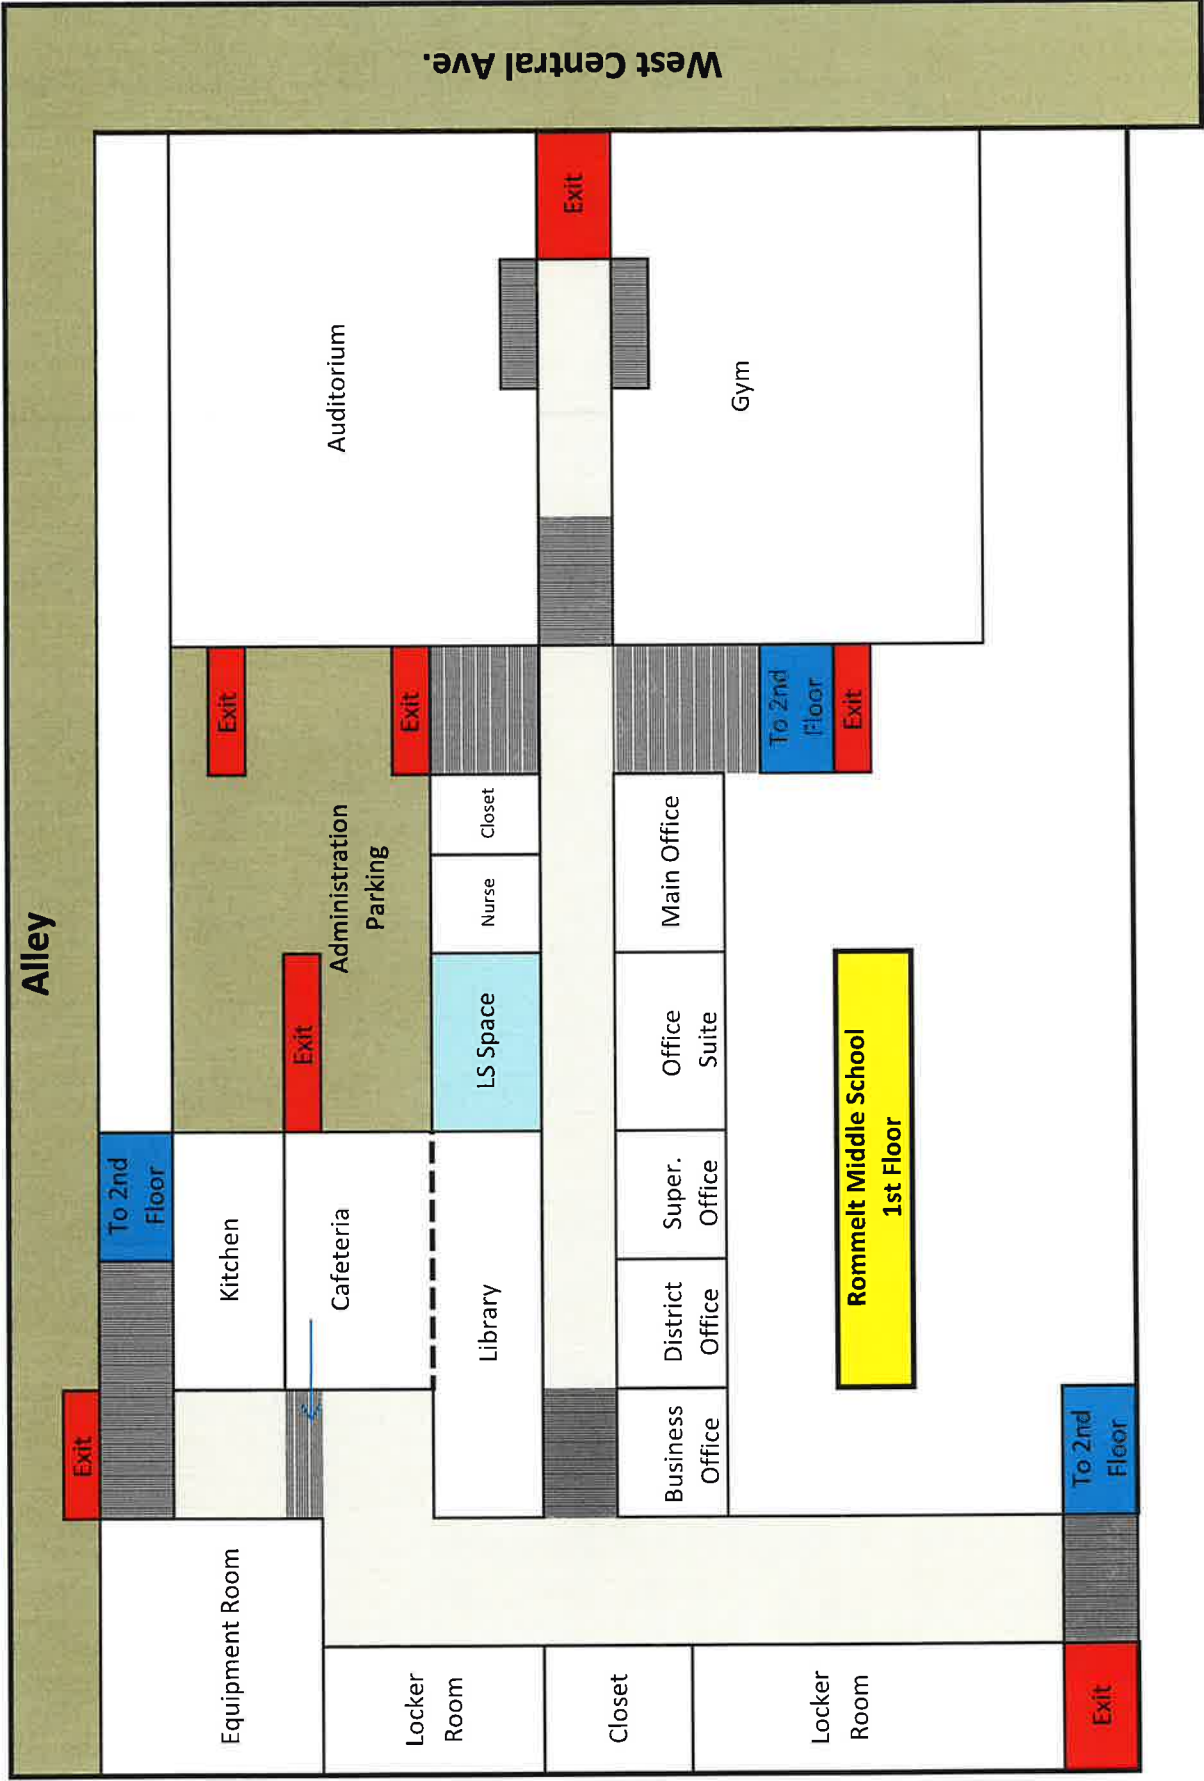 Alley
West Central Ave.
Exit
To 2nd
Floor
Equipment Room
Kitchen
Exit
Auditorium
Cafeteria
Exit
Administration
Parking
Exit
Locker
Room
Library
LS Space
Nurse
Closet
Exit
Closet
Business
Office
District
Office
Super.
Office
Office
Suite
Main Office
Gym
To 2nd
Floor
Exit
Locker
Room
Rommelt Middle School
1st Floor
Exit
To 2nd
Floor